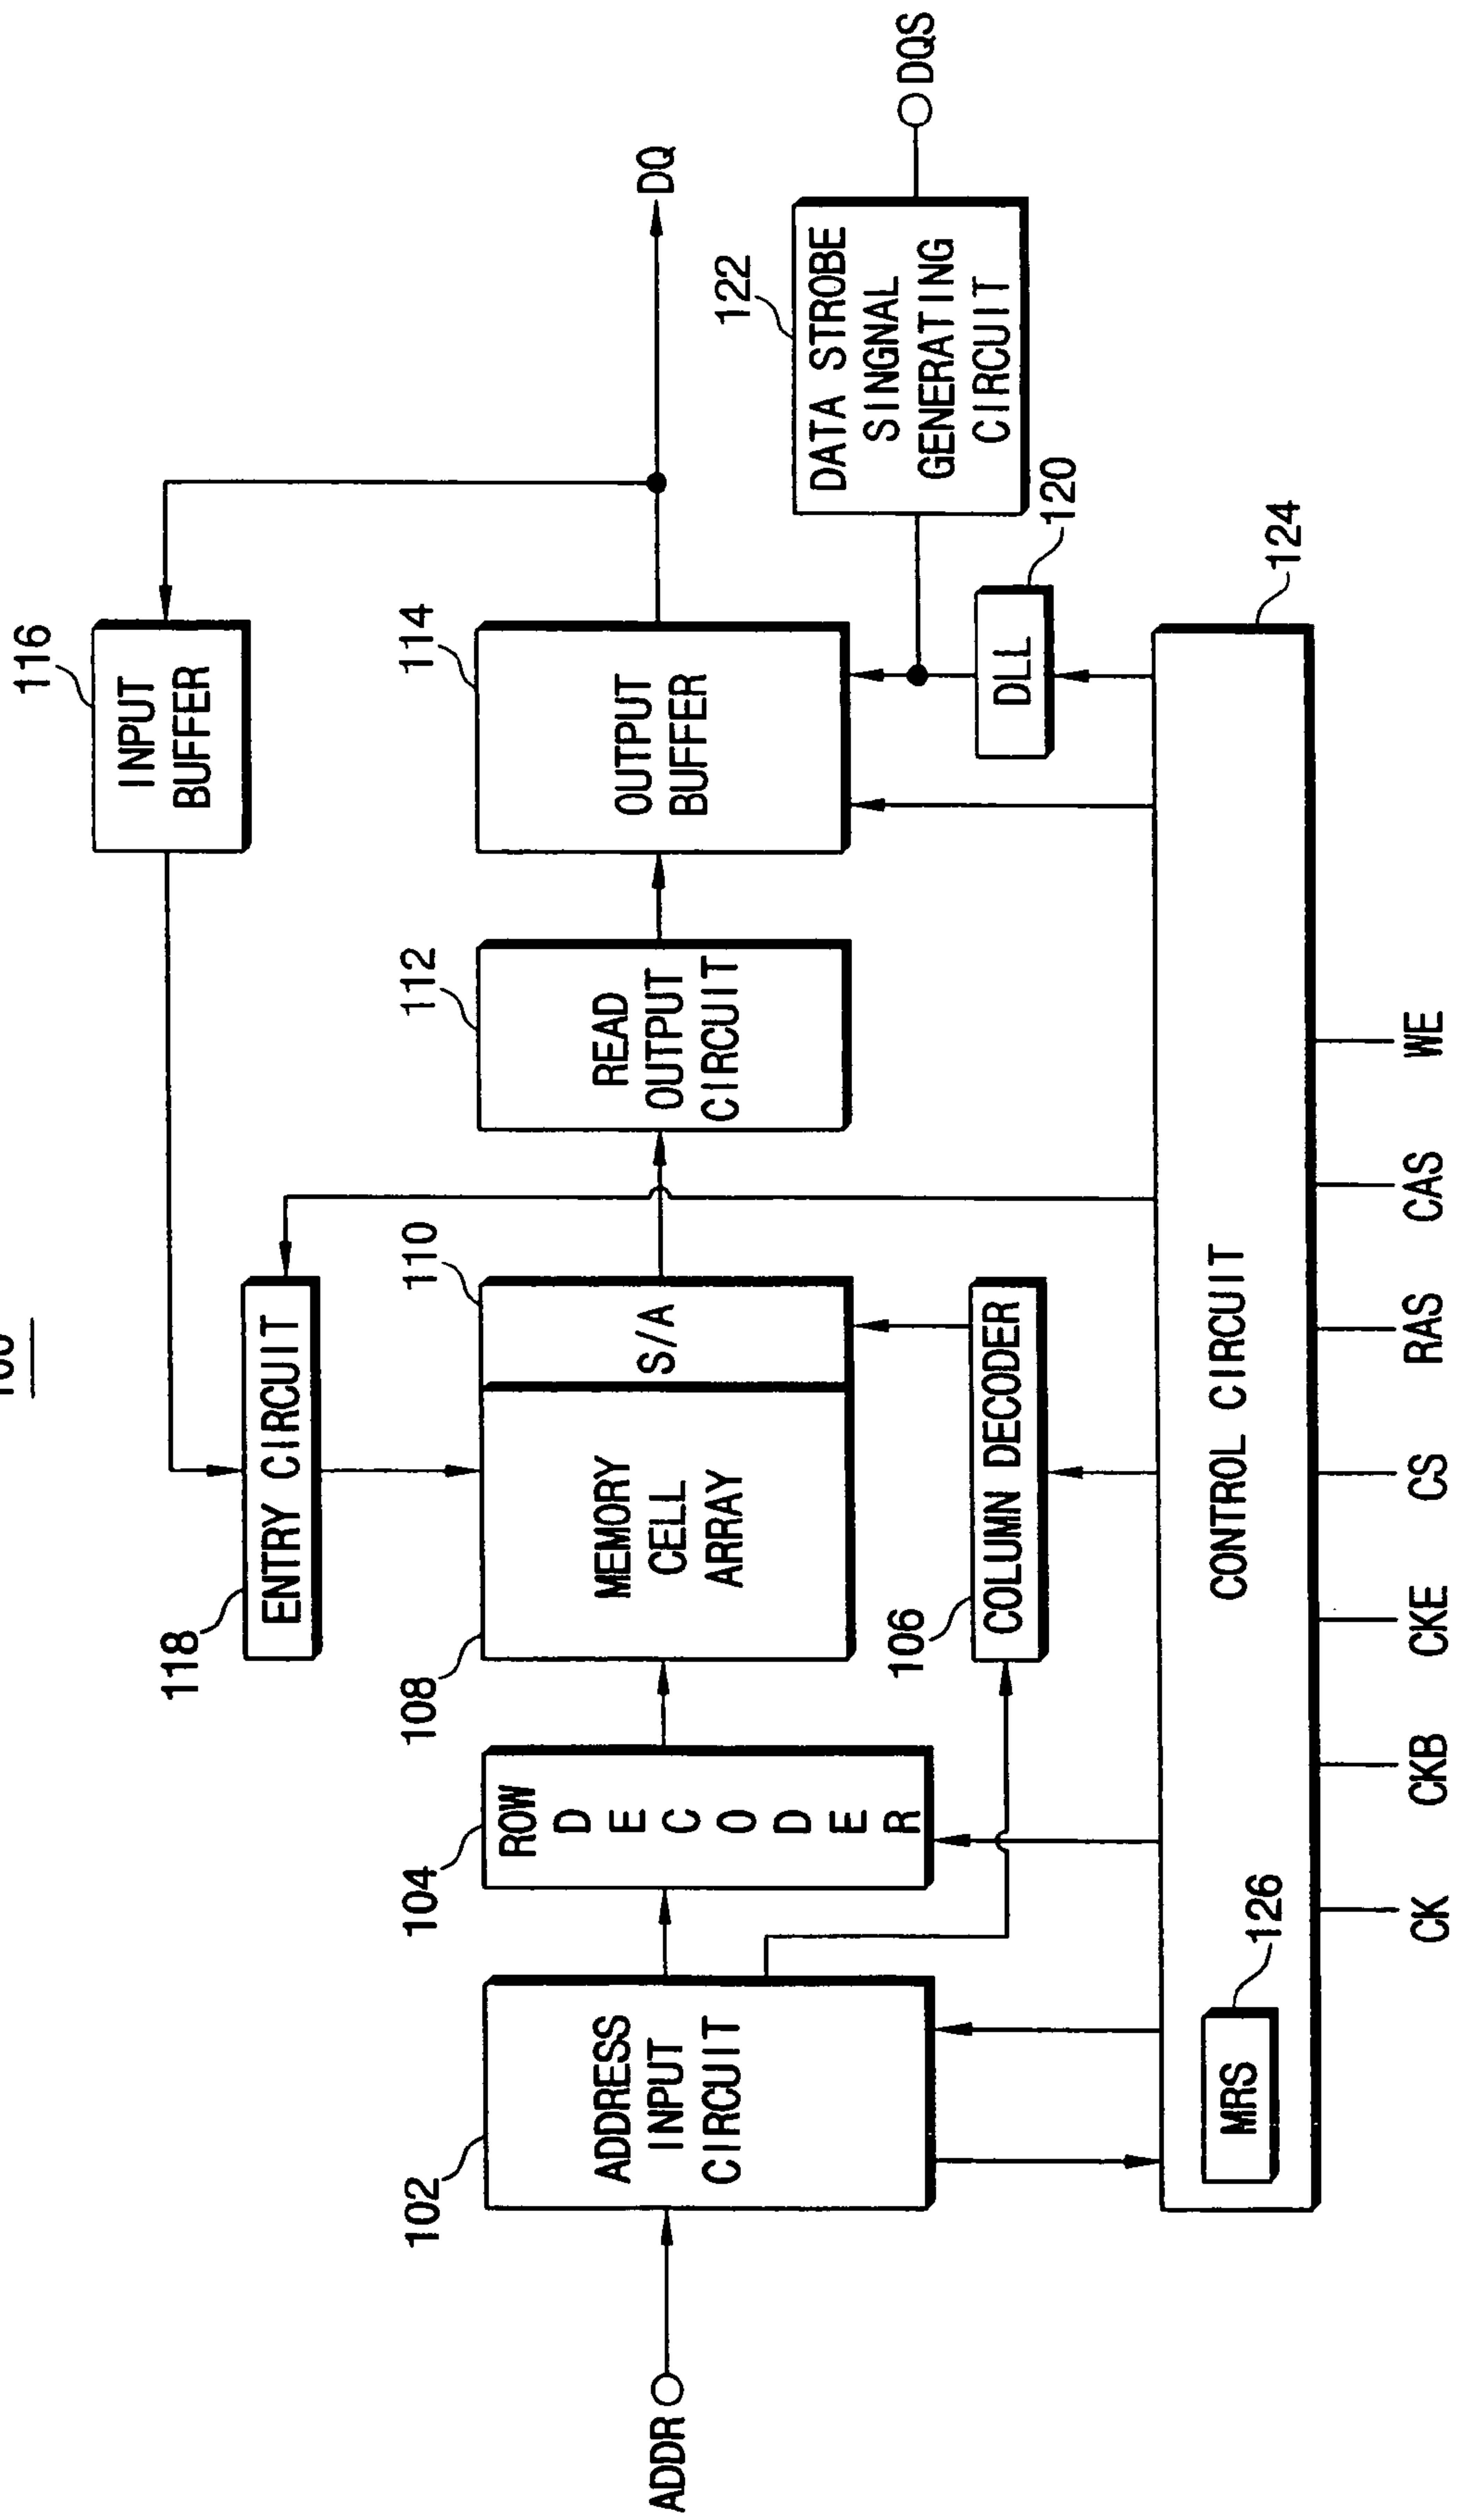 100
116
INPUT
BUFFER
118
ENTRY CIRCUIT
102
ADDRESS
INPUT
CIRCUIT
104
ROW
DECODER
108
MEMORY
CELL
ARRAY
110
S/A
112
READ
OUTPUT
CIRCUIT
114
OUTPUT
BUFFER
DQ
ADDR
106
COLUMN DECODER
122
DATA STROBE
SINGNAL
GENERATING
CIRCUIT
DQS
120
DLL
124
CONTROL CIRCUIT
126
MRS
CK
CKB
CKE
CS
RAS
CAS
WE